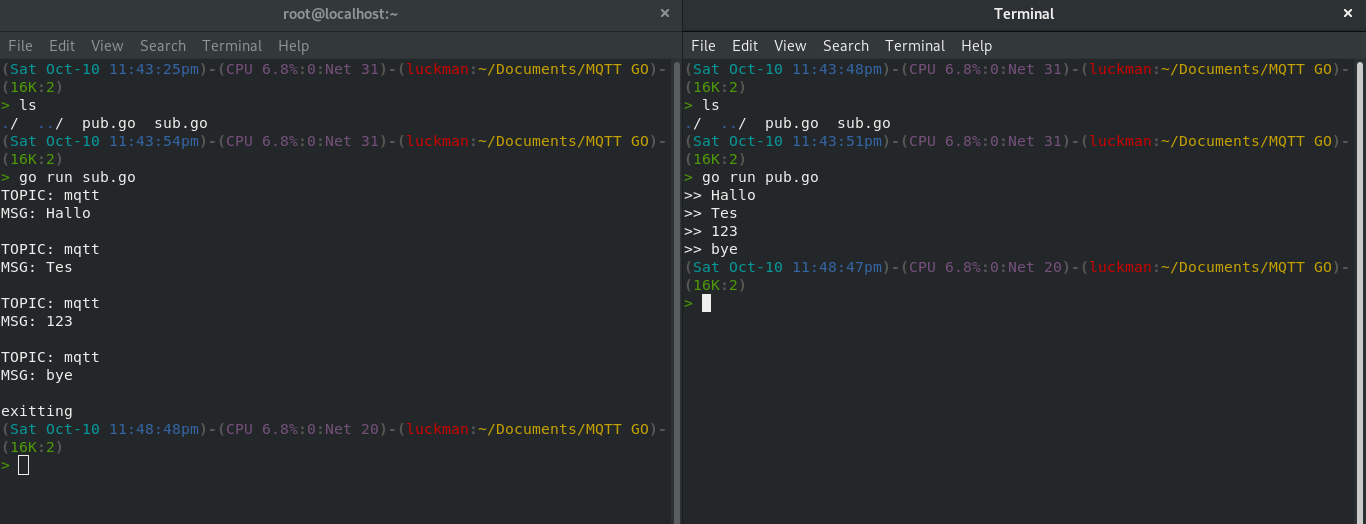 root@localhost:~ ×
File Edit View Search Terminal Help
(Sat Oct-10 11:43:25pm)-(CPU 6.8%:0:Net 31)-(luckman:~/Documents/MQTT GO)-
(16K:2)
> ls
./  ../  pub.go  sub.go
(Sat Oct-10 11:43:54pm)-(CPU 6.8%:0:Net 31)-(luckman:~/Documents/MQTT GO)-
(16K:2)
> go run sub.go
TOPIC: mqtt
MSG: Hallo
TOPIC: mqtt
MSG: Tes
TOPIC: mqtt
MSG: 123
TOPIC: mqtt
MSG: bye
exitting
(Sat Oct-10 11:48:48pm)-(CPU 6.8%:0:Net 20)-(luckman:~/Documents/MQTT GO)-
(16K:2)
>
Terminal ×
File Edit View Search Terminal Help
(Sat Oct-10 11:43:48pm)-(CPU 6.8%:0:Net 31)-(luckman:~/Documents/MQTT GO)-
(16K:2)
> ls
./  ../  pub.go  sub.go
(Sat Oct-10 11:43:51pm)-(CPU 6.8%:0:Net 31)-(luckman:~/Documents/MQTT GO)-
(16K:2)
> go run pub.go
>> Hallo
>> Tes
>> 123
>> bye
(Sat Oct-10 11:48:47pm)-(CPU 6.8%:0:Net 20)-(luckman:~/Documents/MQTT GO)-
(16K:2)
>